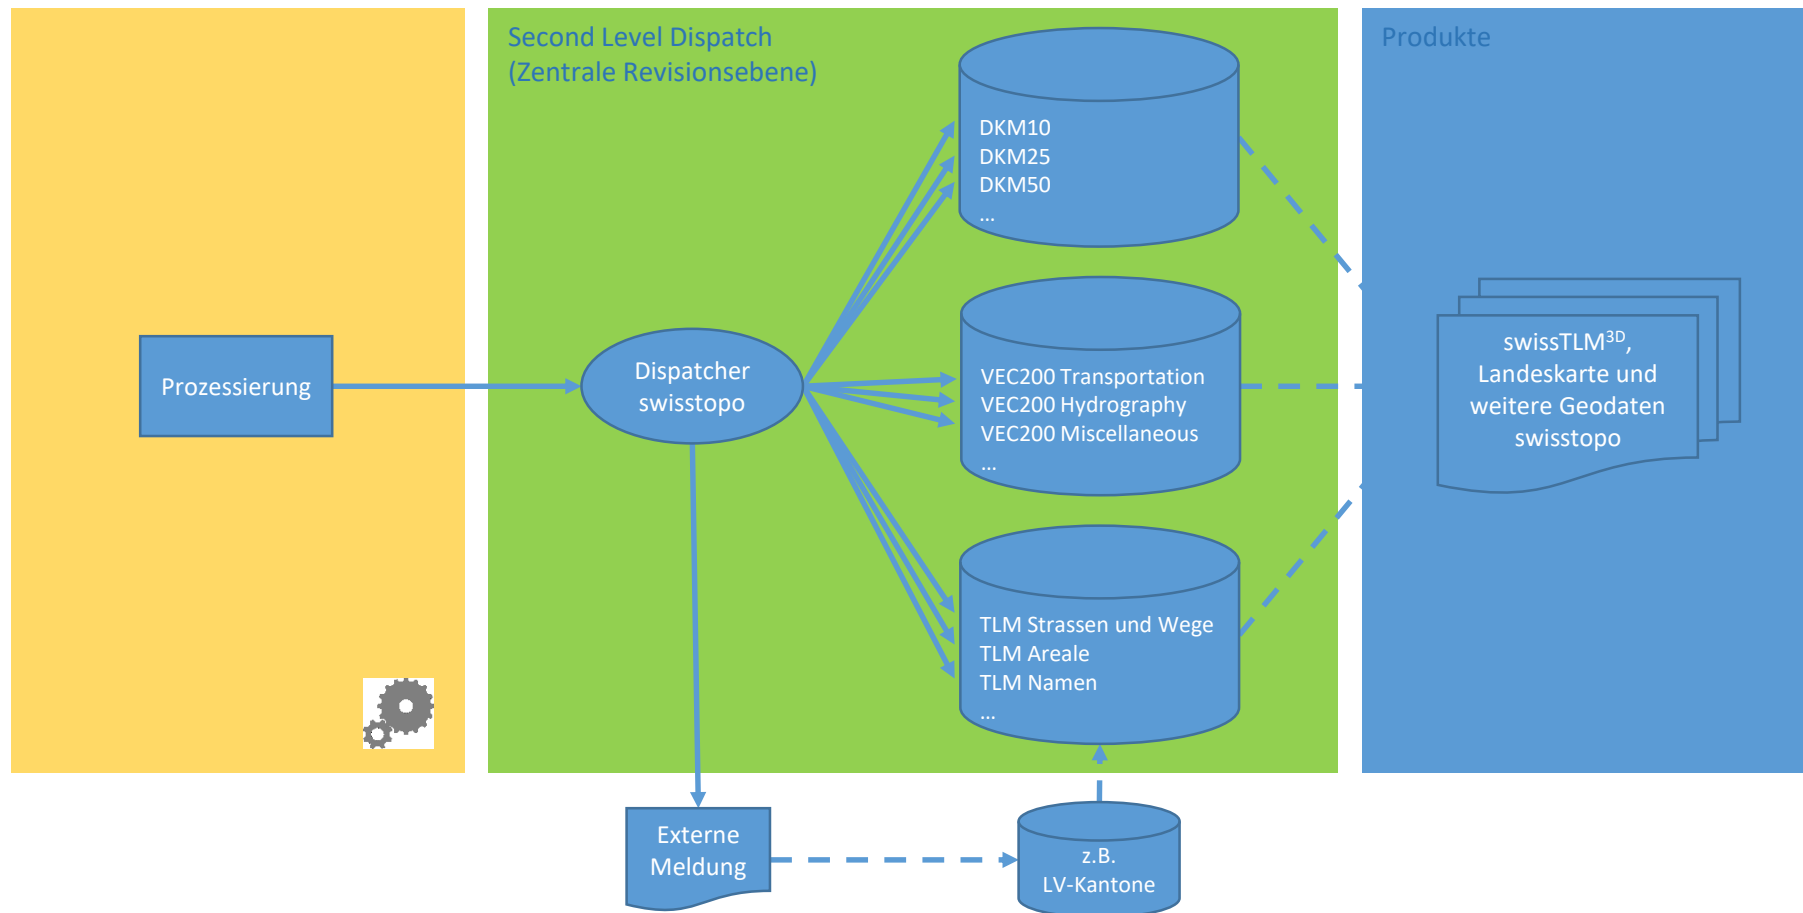 Second Level Dispatch
(Zentrale Revisionsebene)
Produkte
DKM10
DKM25
DKM50
...
Prozessierung
Dispatcher
swisstopo
VEC200 Transportation
VEC200 Hydrography
VEC200 Miscellaneous
...
swissTLM3D,
Landeskarte und
weitere Geodaten
swisstopo
TLM Strassen und Wege
TLM Areale
TLM Namen
...
Externe
Meldung
z.B.
LV-Kantone